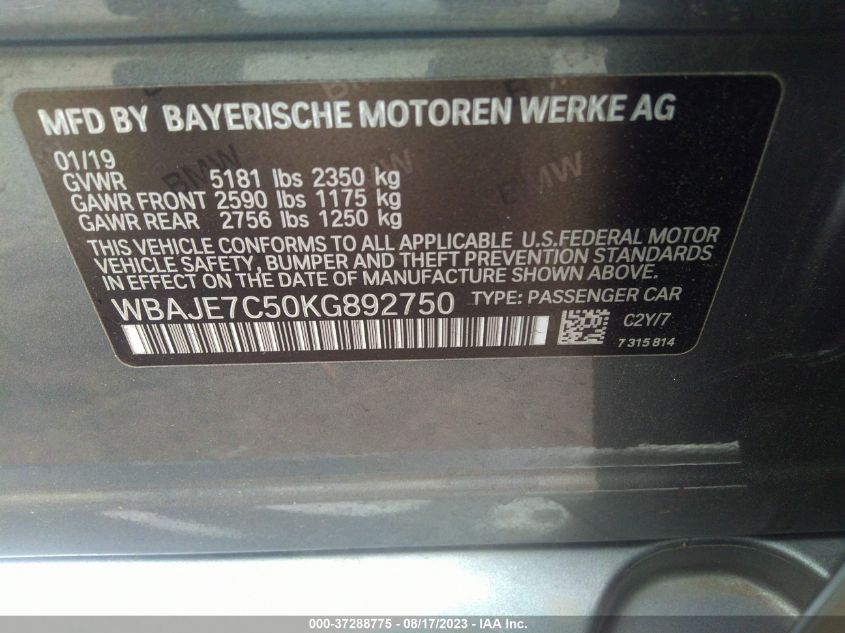 MFD BY BAYERISCHE MOTOREN WERKE AG
01/19
GVWR 5181 lbs 2350 kg
GAWR FRONT 2590 lbs 1175 kg
GAWR REAR 2756 lbs 1250 kg
THIS VEHICLE CONFORMS TO ALL APPLICABLE U.S.FEDERAL MOTOR
VEHICLE SAFETY, BUMPER AND THEFT PREVENTION STANDARDS
IN EFFECT ON THE DATE OF MANUFACTURE SHOWN ABOVE.
WBAJE7C50KG892750 TYPE: PASSENGER CAR
C2Y/7
7 315 814
BMW
BMW
BMW
000-37288775 - 08/17/2023 - © IAA, Inc.